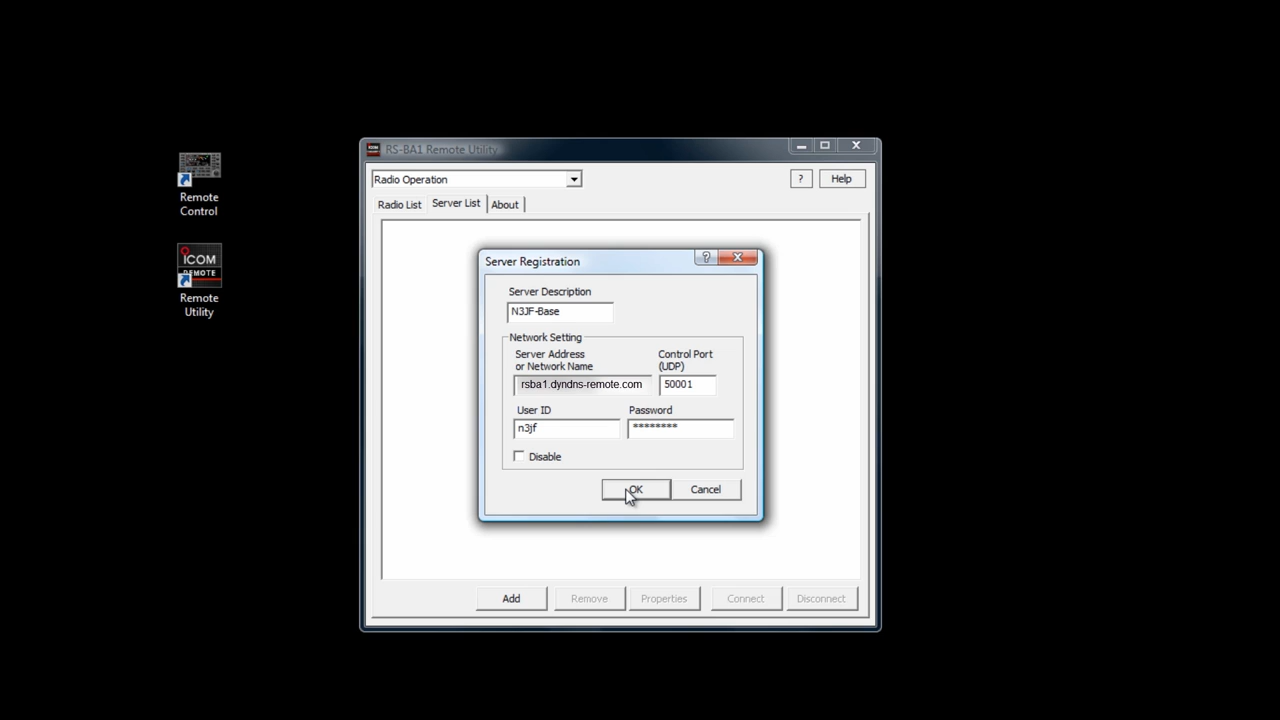 RS-BA1 Remote Utility
Radio Operation
? Help
Radio List Server List About
Remote
Control
ICOM
REMOTE
Remote
Utility
Server Registration
?
Server Description
N3JF-Base
Network Setting
Server Address
or Network Name
Control Port
(UDP)
rsba1.dyndns-remote.com 50001
User ID Password
n3jf ********
Disable
OK Cancel
Add Remove Properties Connect Disconnect